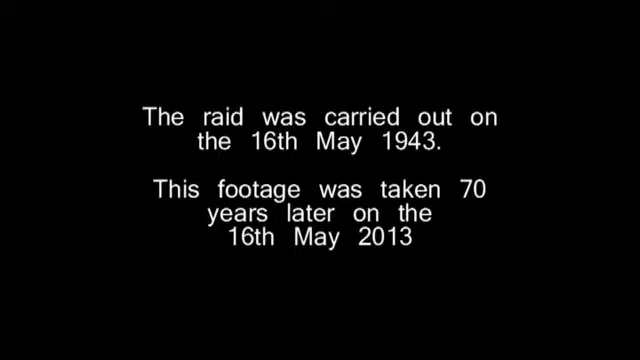 The raid was carried out on
the 16th May 1943.
This footage was taken 70
years later on the
16th May 2013